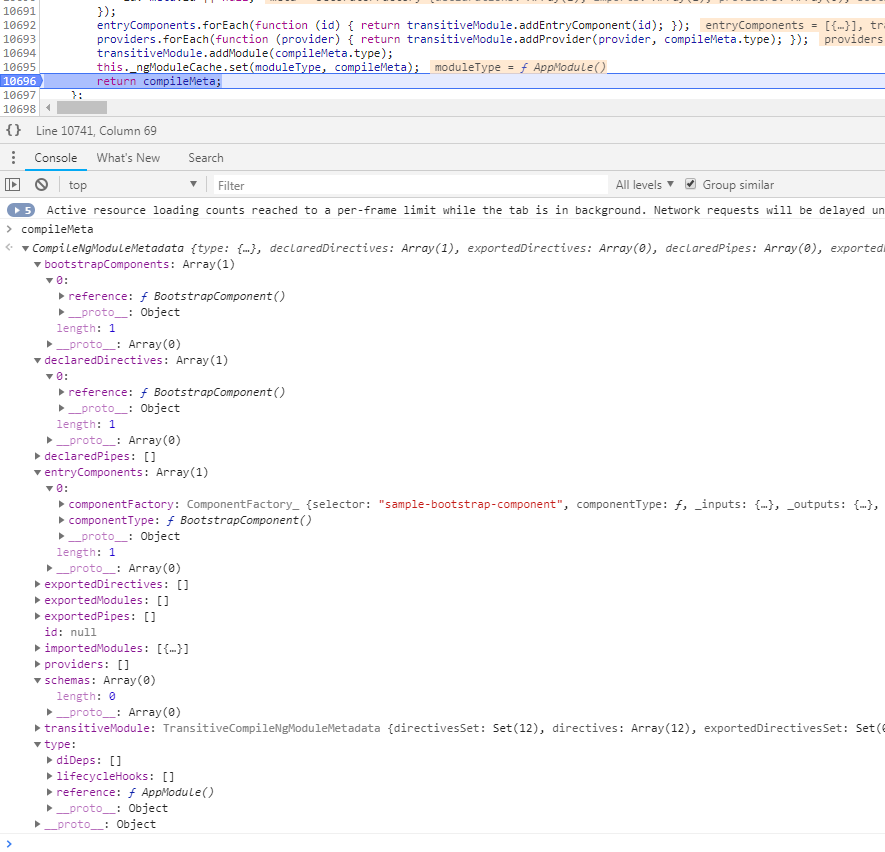 10691 });
10692 entryComponents.forEach(function (id) { return transitiveModule.addEntryComponent(id); }); entryComponents = [{…}], tr
10693 providers.forEach(function (provider) { return transitiveModule.addProvider(provider, compileMeta.type); }); providers
10694 transitiveModule.addModule(compileMeta.type);
10695 this._ngModuleCache.set(moduleType, compileMeta); moduleType = ƒ AppModule()
10696 return compileMeta;
10697 };
10698
{} Line 10741, Column 69
Console What's New Search
top Filter All levels Group similar
5 Active resource loading counts reached to a per-frame limit while the tab is in background. Network requests will be delayed un
compileMeta
CompileNgModuleMetadata {type: {…}, declaredDirectives: Array(1), exportedDirectives: Array(0), declaredPipes: Array(0), exported
bootstrapComponents: Array(1)
0:
reference: ƒ BootstrapComponent()
__proto__: Object
length: 1
__proto__: Array(0)
declaredDirectives: Array(1)
0:
reference: ƒ BootstrapComponent()
__proto__: Object
length: 1
__proto__: Array(0)
declaredPipes: []
entryComponents: Array(1)
0:
componentFactory: ComponentFactory_ {selector: "sample-bootstrap-component", componentType: ƒ, _inputs: {…}, _outputs: {…},
componentType: ƒ BootstrapComponent()
__proto__: Object
length: 1
__proto__: Array(0)
exportedDirectives: []
exportedModules: []
exportedPipes: []
id: null
importedModules: [{…}]
providers: []
schemas: Array(0)
length: 0
__proto__: Array(0)
transitiveModule: TransitiveCompileNgModuleMetadata {directivesSet: Set(12), directives: Array(12), exportedDirectivesSet: Set(0
type:
diDeps: []
lifecycleHooks: []
reference: ƒ AppModule()
__proto__: Object
__proto__: Object